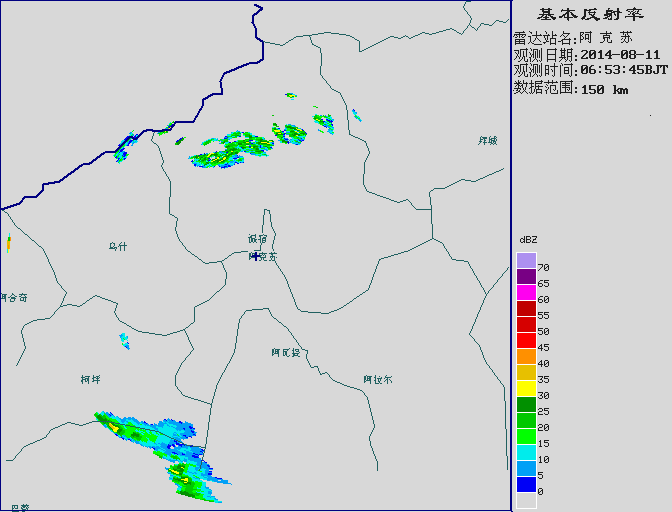 基本反射率
雷达站名:阿 克 苏
观测日期:2014-08-11
观测时间:06:53:45BJT
数据范围:150 km
拜城
乌什
温宿
阿克苏
阿合奇
阿瓦提
柯坪
阿拉尔
巴楚
dBZ
70
65
60
55
50
45
40
35
30
25
20
15
10
5
0